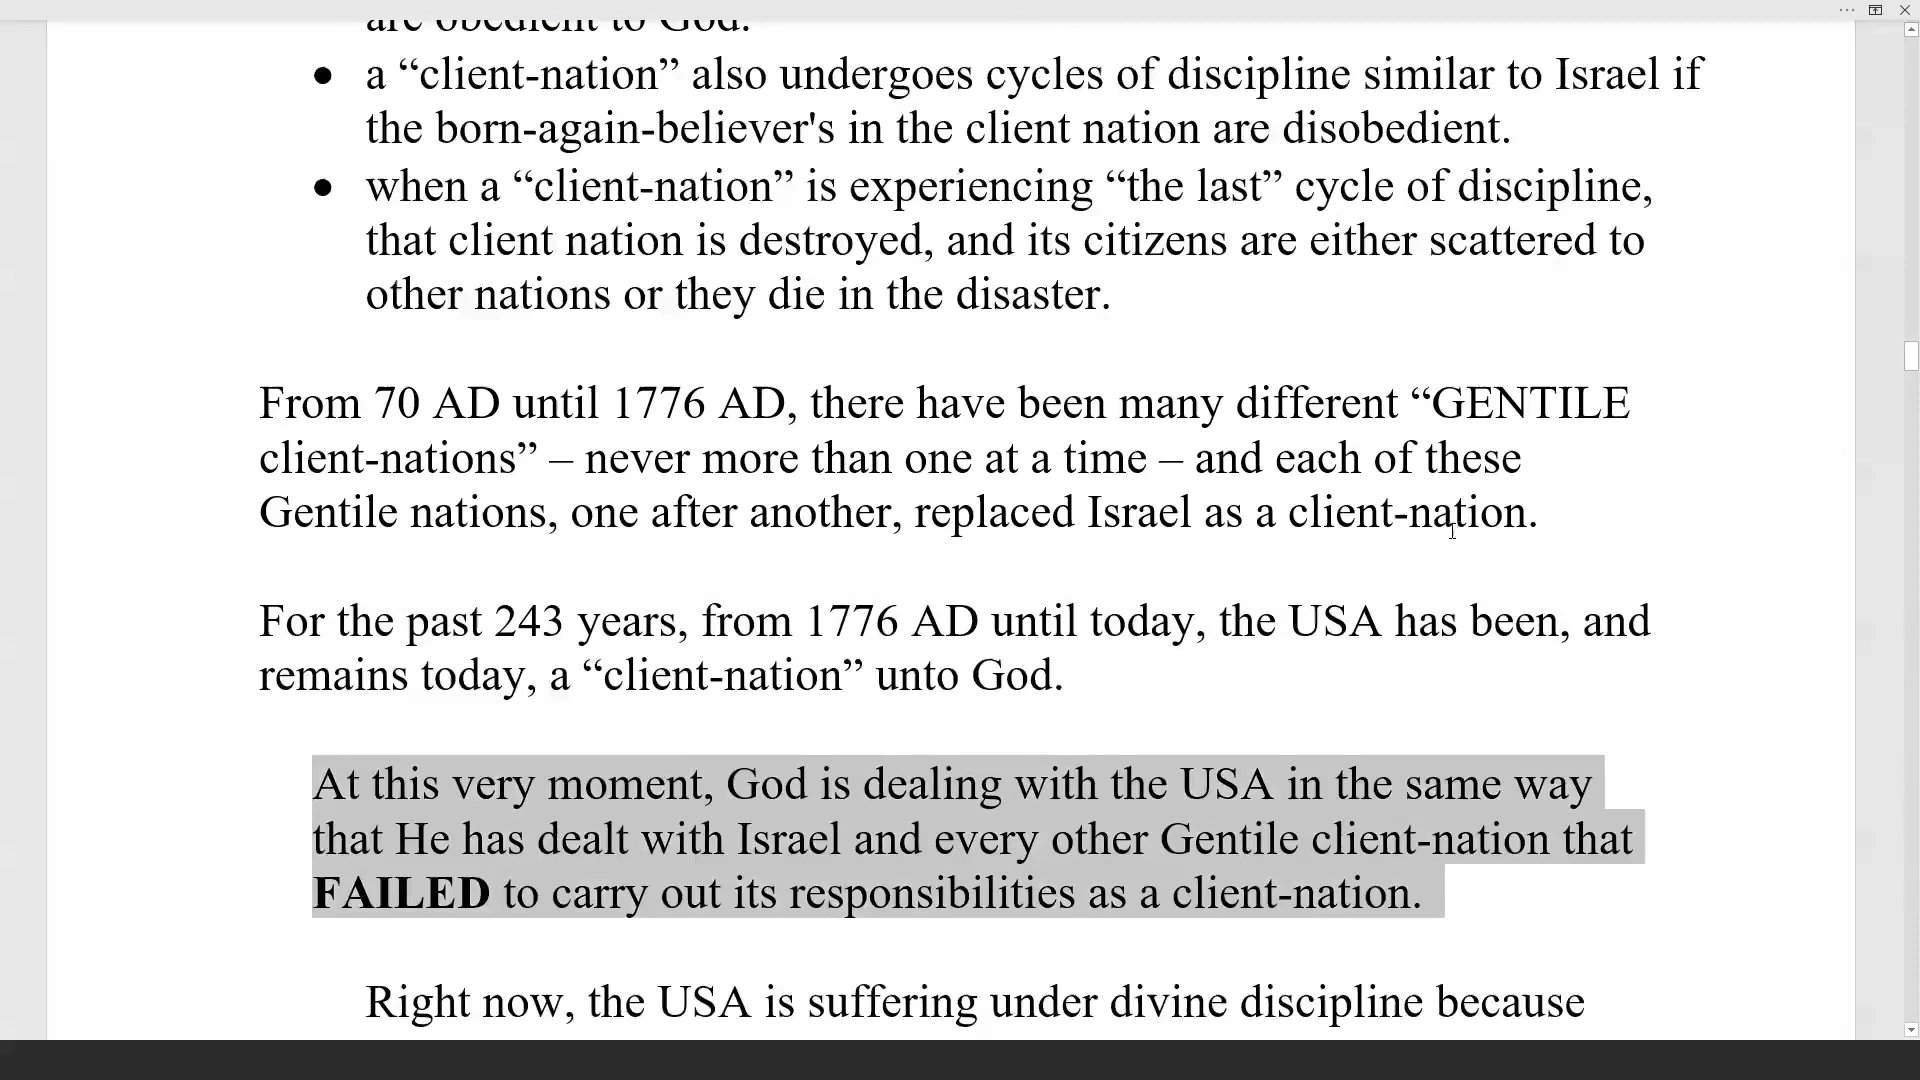 are obedient to God.
• a “client-nation” also undergoes cycles of discipline similar to Israel if
the born-again-believer's in the client nation are disobedient.
• when a “client-nation” is experiencing “the last” cycle of discipline,
that client nation is destroyed, and its citizens are either scattered to
other nations or they die in the disaster.
From 70 AD until 1776 AD, there have been many different “GENTILE
client-nations” – never more than one at a time – and each of these
Gentile nations, one after another, replaced Israel as a client-nation.
For the past 243 years, from 1776 AD until today, the USA has been, and
remains today, a “client-nation” unto God.
At this very moment, God is dealing with the USA in the same way
that He has dealt with Israel and every other Gentile client-nation that
FAILED to carry out its responsibilities as a client-nation.
Right now, the USA is suffering under divine discipline because